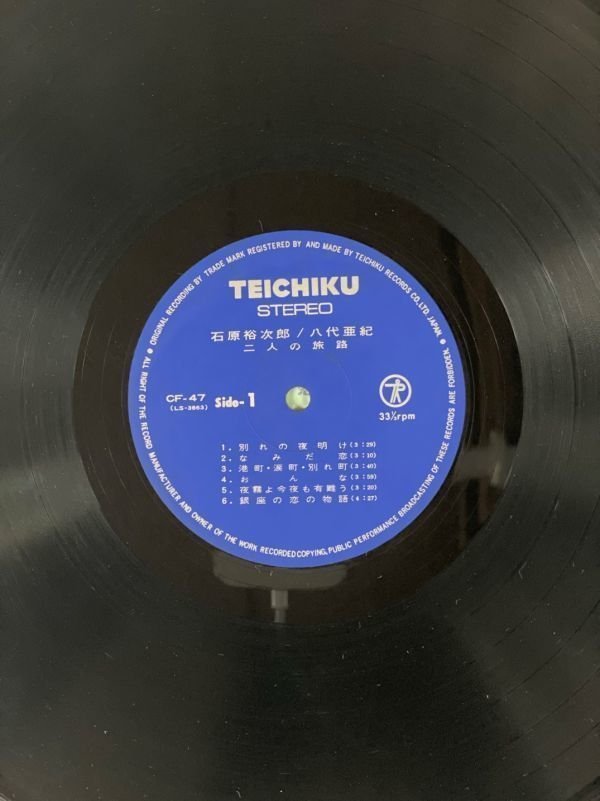 ● ORIGINAL RECORDING BY TRADE MARK REGISTERED BY AND MADE BY TEICHIKU RECORDS CO., LTD. JAPAN. ●
TEICHIKU
STEREO
石原裕次郎/八代亜紀
二人の旅路
CF-47 Side-1
(LS-3863)
33⅓rpm
1. 別れの夜明け(3:29)
2. なみだ恋(3:10)
3. 港町・涙町・別れ町(3:40)
4. おんな(3:59)
5. 夜霧よ今夜も有難う(3:20)
6. 銀座の恋の物語(4:27)
ALL RIGHT OF THE RECORD MANUFACTURER AND OWNER OF THE WORK RECORDED COPYING, PUBLIC PERFORMANCE BROADCASTING OF THESE RECORDS ARE FORBIDDEN.